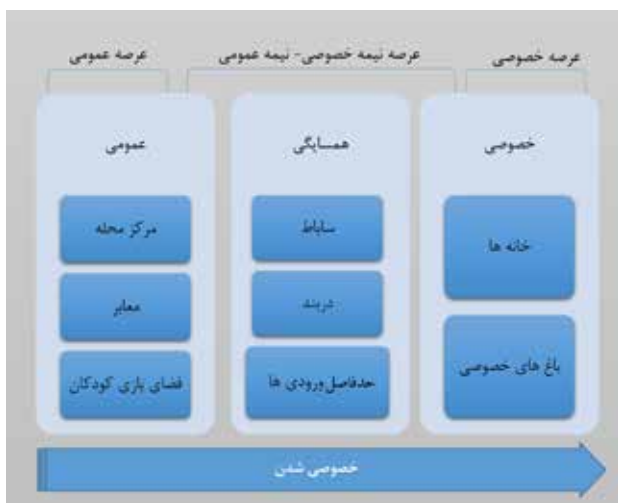 عرصه خصوصی
عرصه نیمه خصوصی- نیمه عمومی
عرصه عمومی
خصوصی
خانه ها
باغ های خصوصی
همسایگی
ساباط
دربند
حدفاصل ورودی ها
عمومی
مرکز محله
معابر
فضای بازی کودکان
خصوصی شدن